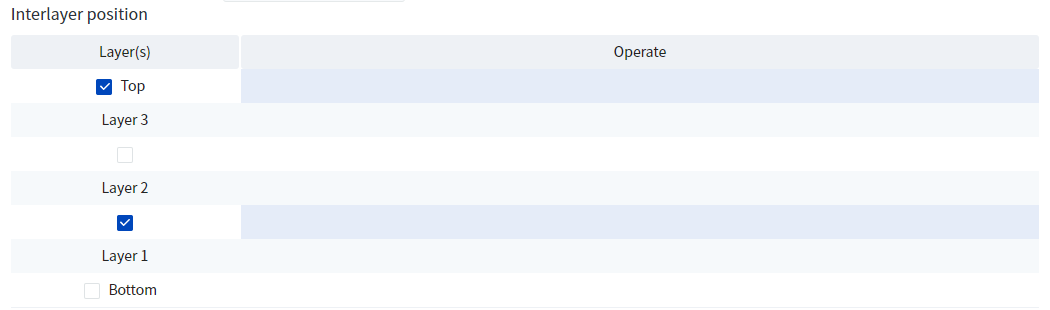 Interlayer position
Layer(s) Operate
Top
Layer 3
Layer 2
Layer 1
Bottom